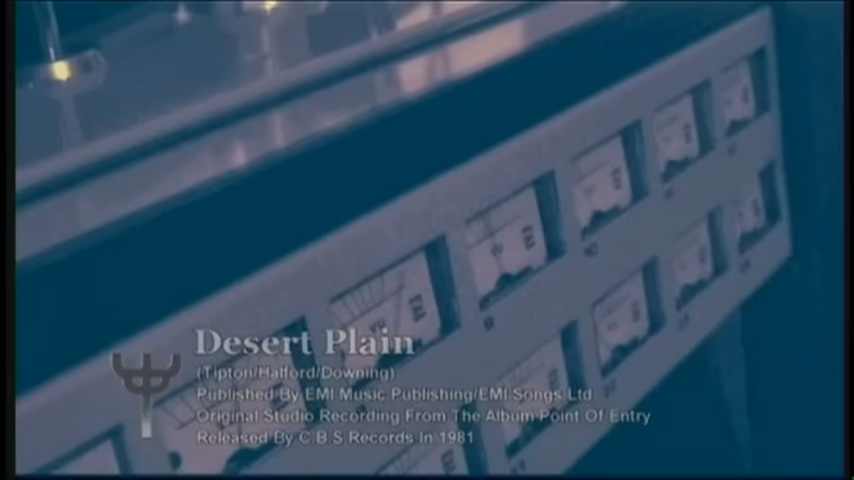 Desert Plain
(Tipton/Halford/Downing)
Published By EMI Music Publishing/EMI Songs Ltd
Original Studio Recording From The Album Point Of Entry
Released By C B S Records In 1981